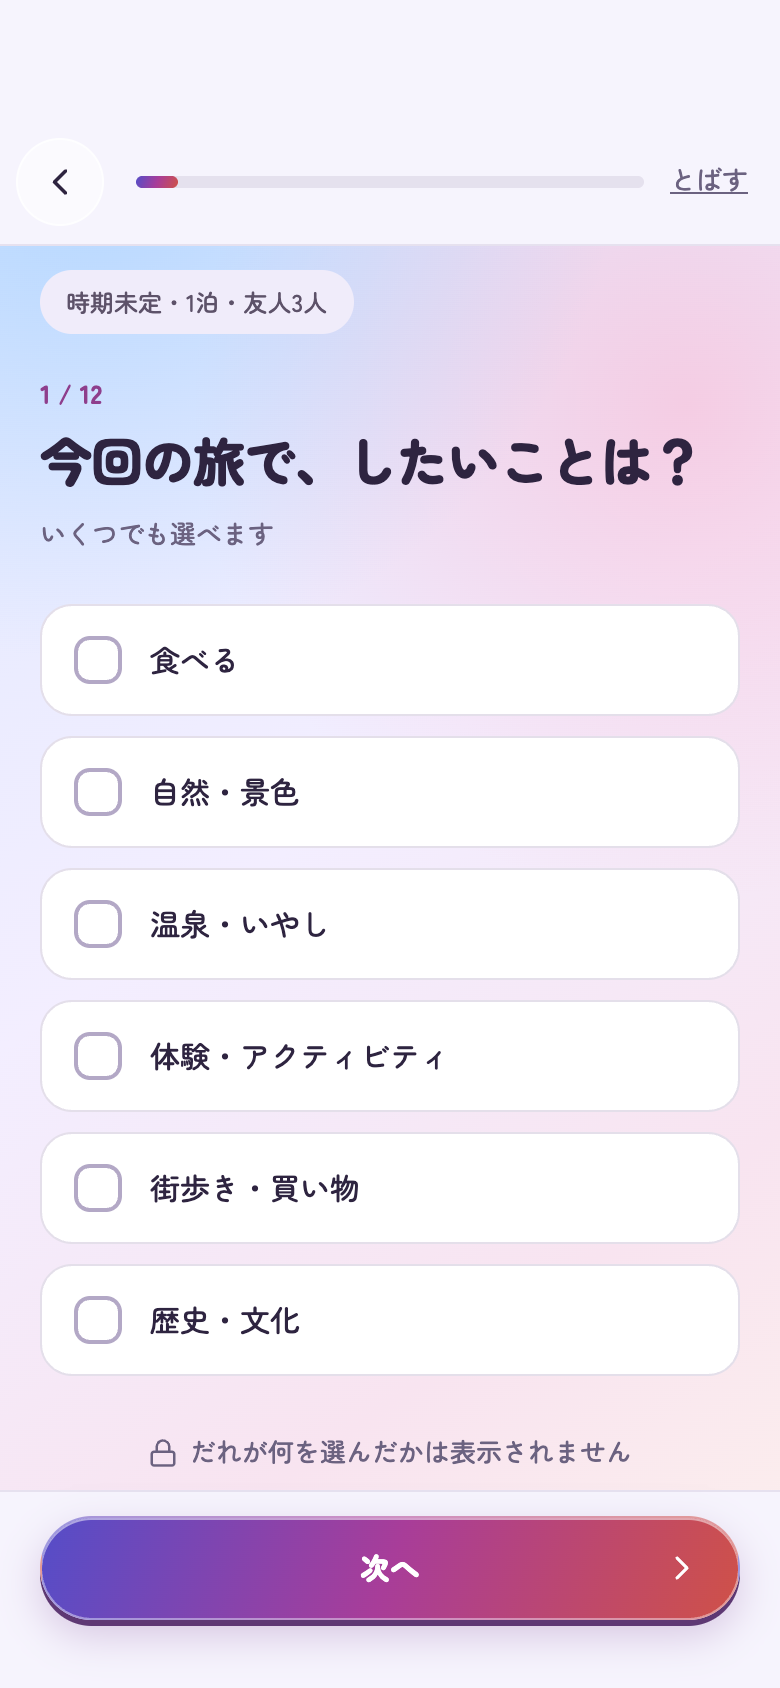 とばす
時期未定・1泊・友人3人
1 / 12
今回の旅で、したいことは？
いくつでも選べます
食べる
自然・景色
温泉・いやし
体験・アクティビティ
街歩き・買い物
歴史・文化
だれが何を選んだかは表示されません
次へ